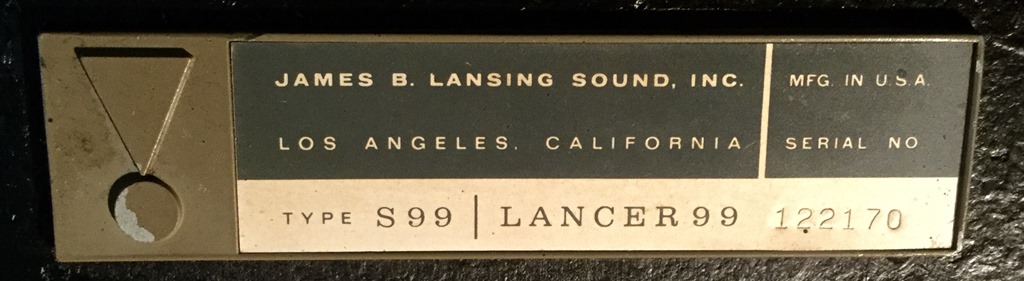 JAMES B. LANSING SOUND, INC.
LOS ANGELES, CALIFORNIA
MFG. IN U.S.A.
SERIAL NO
TYPE S99 | LANCER 99 122170